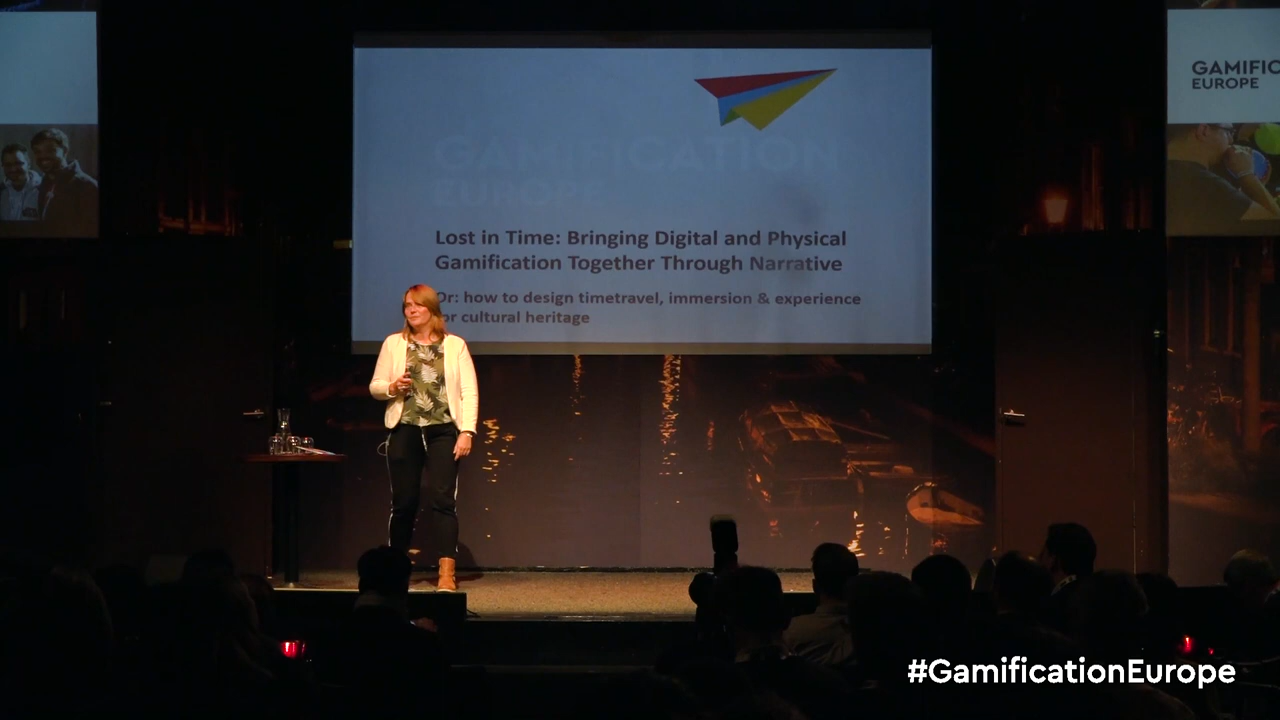 GAMIFIC
EUROPE
GAMIFICATION
EUROPE
Lost in Time: Bringing Digital and Physical
Gamification Together Through Narrative
Or: how to design timetravel, immersion & experience
for cultural heritage
#GamificationEurope